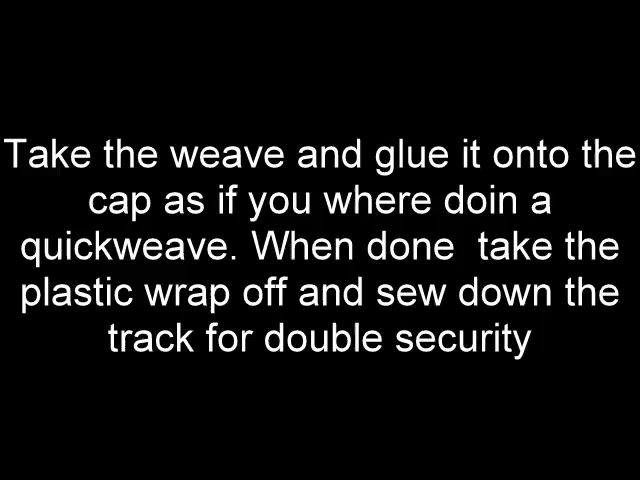 Take the weave and glue it onto the
cap as if you where doin a
quickweave. When done  take the
plastic wrap off and sew down the
track for double security